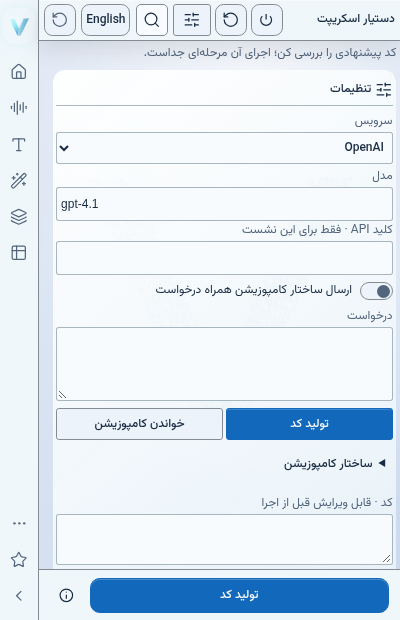 دستیار اسکریپت
English
کد پیشنهادی را بررسی کن؛ اجرای آن مرحله‌ای جداست.
تنظیمات
سرویس
OpenAI
مدل
gpt-4.1
کلید API · فقط برای این نشست
ارسال ساختار کامپوزیشن همراه درخواست
درخواست
تولید کد
خواندن کامپوزیشن
ساختار کامپوزیشن
کد · قابل ویرایش قبل از اجرا
تولید کد